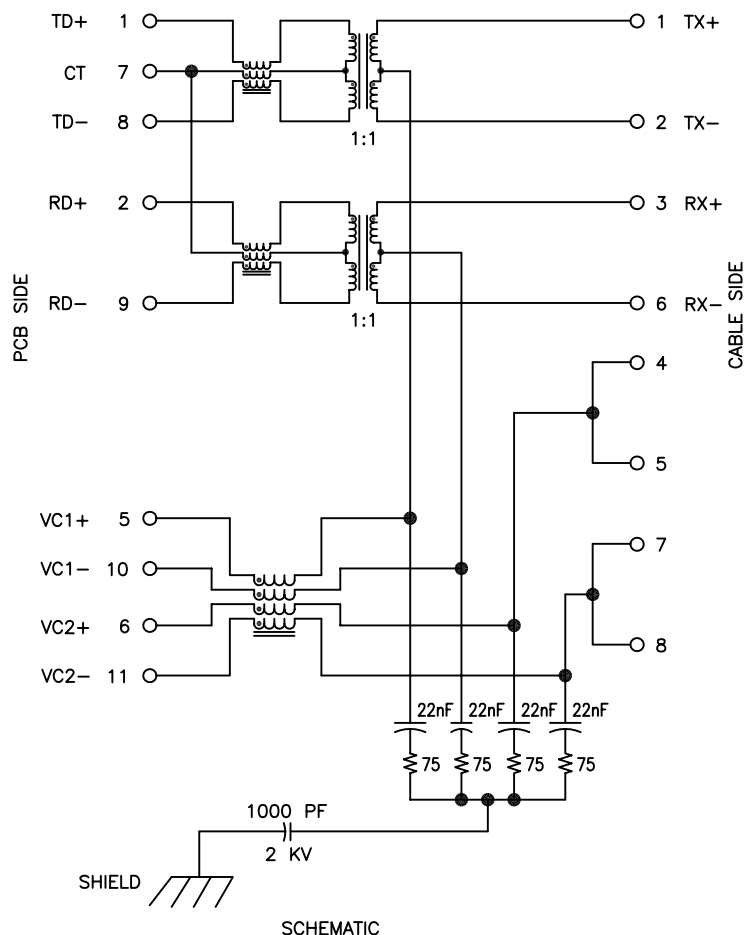 TD+ 1
1 TX+
CT 7
TD- 8
2 TX-
1:1
RD+ 2
3 RX+
RD- 9
6 RX-
1:1
PCB SIDE
CABLE SIDE
4
5
VC1+ 5
7
VC1- 10
VC2+ 6
8
VC2- 11
22nF 22nF 22nF 22nF
75 75 75 75
1000 PF
2 KV
SHIELD
SCHEMATIC